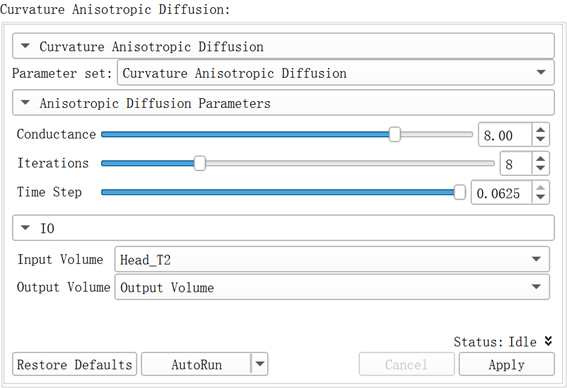 Curvature Anisotropic Diffusion:
Curvature Anisotropic Diffusion
Parameter set: Curvature Anisotropic Diffusion
Anisotropic Diffusion Parameters
Conductance 8.00
Iterations 8
Time Step 0.0625
IO
Input Volume Head_T2
Output Volume Output Volume
Status: Idle
Restore Defaults AutoRun Cancel Apply